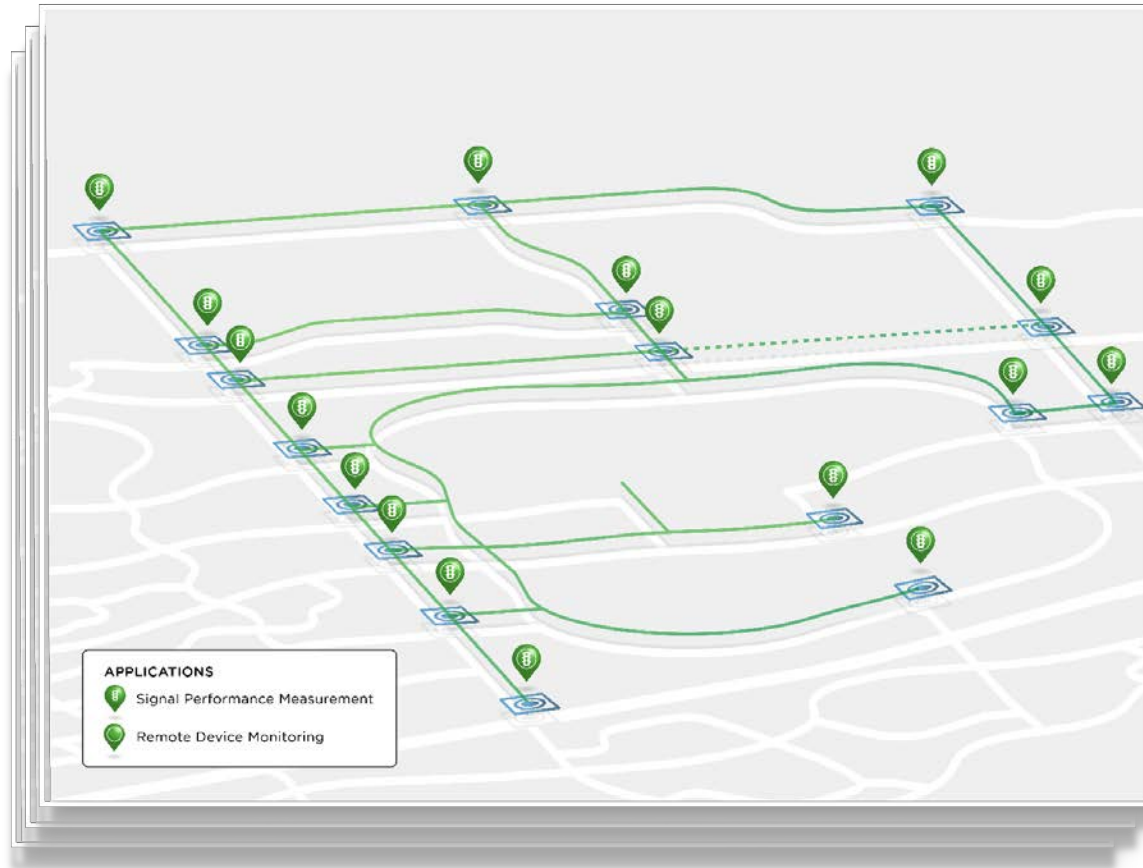 APPLICATIONS
Signal Performance Measurement
Remote Device Monitoring